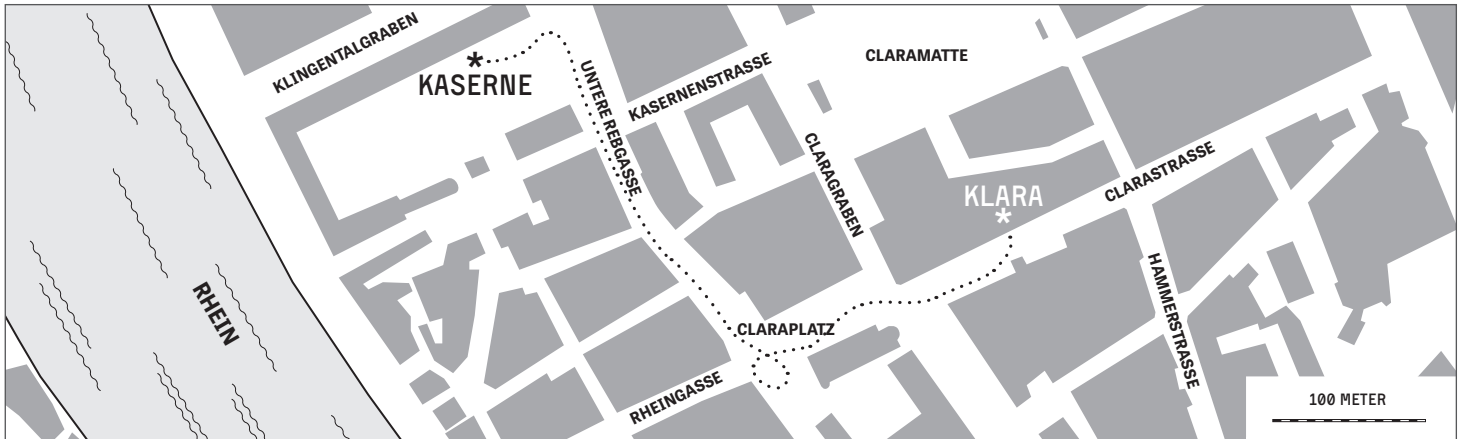 KLINGENTALGRABEN
*
KASERNE
UNTERE REBGASSE
KASERNENSTRASSE
CLARAMATTE
CLARAGRABEN
KLARA
*
CLARASTRASSE
HAMMERSTRASSE
RHEIN
CLARAPLATZ
RHEINGASSE
100 METER